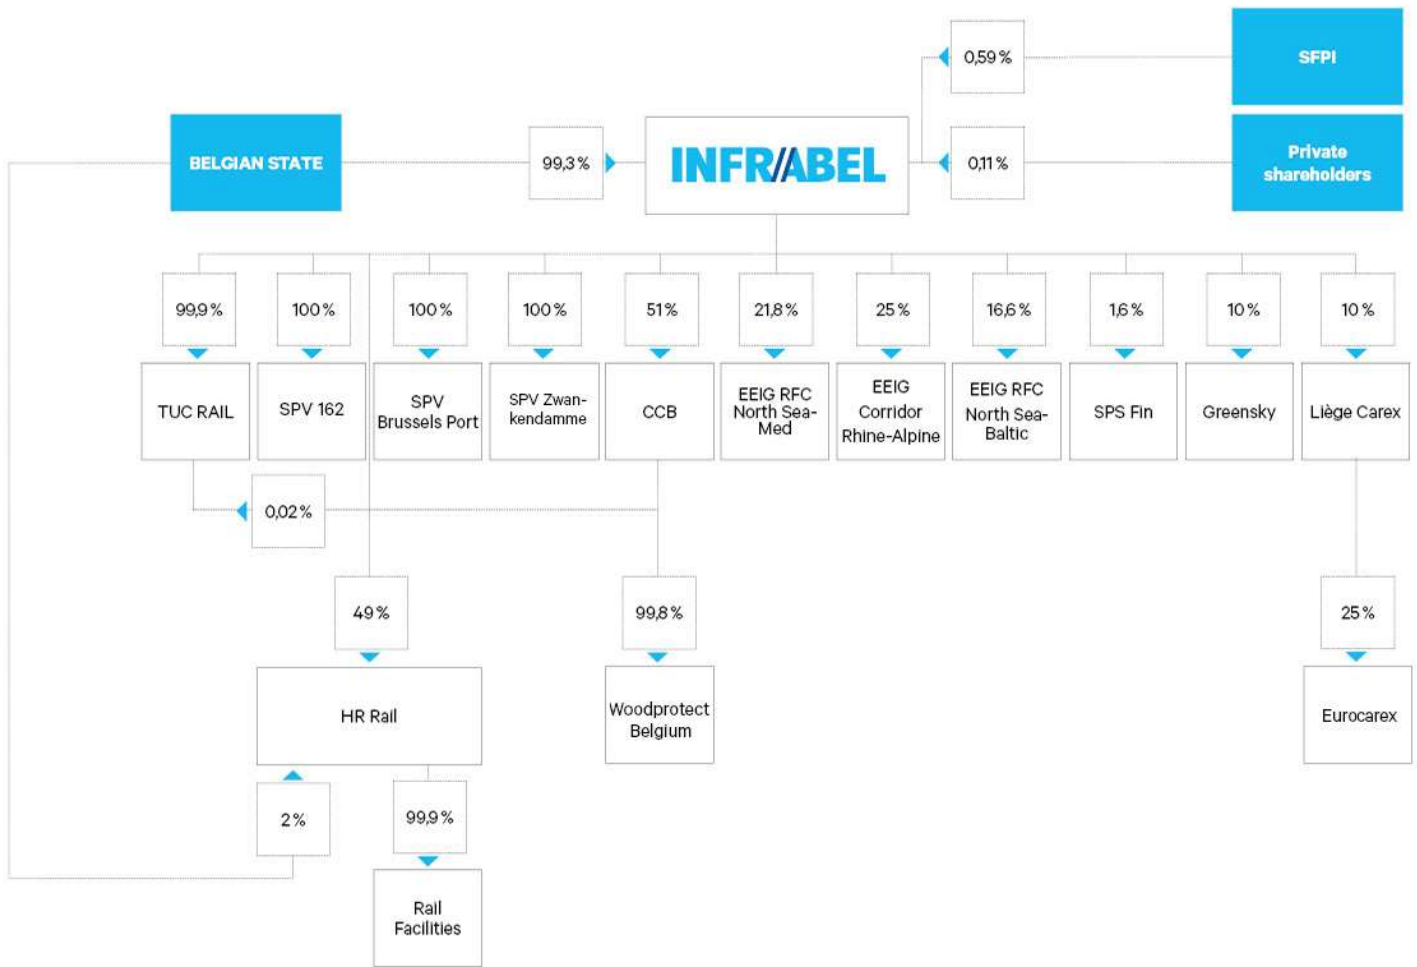 0,59 %
SFPI
BELGIAN STATE
99,3 %
INFRABEL
0,11 %
Private
shareholders
99,9 %
100 %
100 %
100 %
51 %
21,8 %
25 %
16,6 %
1,6 %
10 %
10 %
TUC RAIL
SPV 162
SPV
Brussels Port
SPV Zwan-
kendamme
CCB
EEIG RFC
North Sea-
Med
EEIG
Corridor
Rhine-Alpine
EEIG RFC
North Sea-
Baltic
SPS Fin
Greensky
Liège Carex
0,02 %
49 %
99,8 %
25 %
HR Rail
Woodprotect
Belgium
Eurocarex
2 %
99,9 %
Rail
Facilities